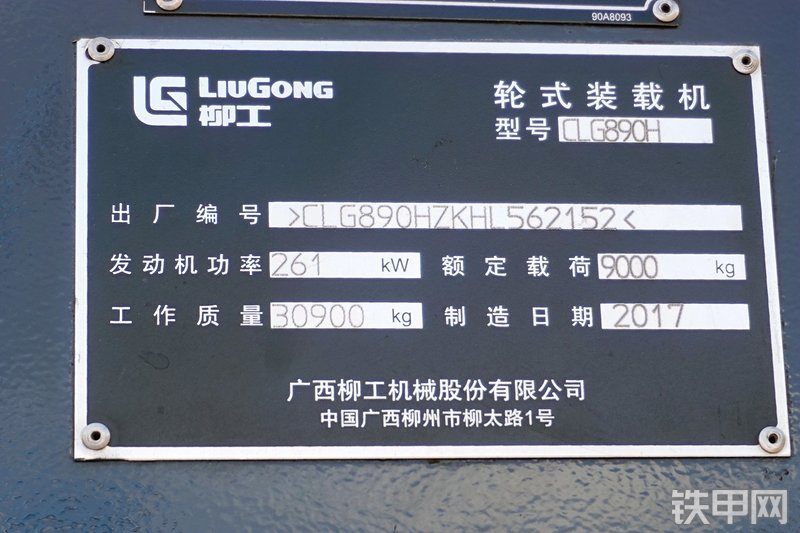 90A8093
LG LIUGONG
柳工
轮式装载机
型号 CLG890H
出厂编号 >CLG890HZKHL562152<
发动机功率 261 kW 额定载荷 9000 kg
工作质量 30900 kg 制造日期 2017
广西柳工机械股份有限公司
中国广西柳州市柳太路1号
铁甲网